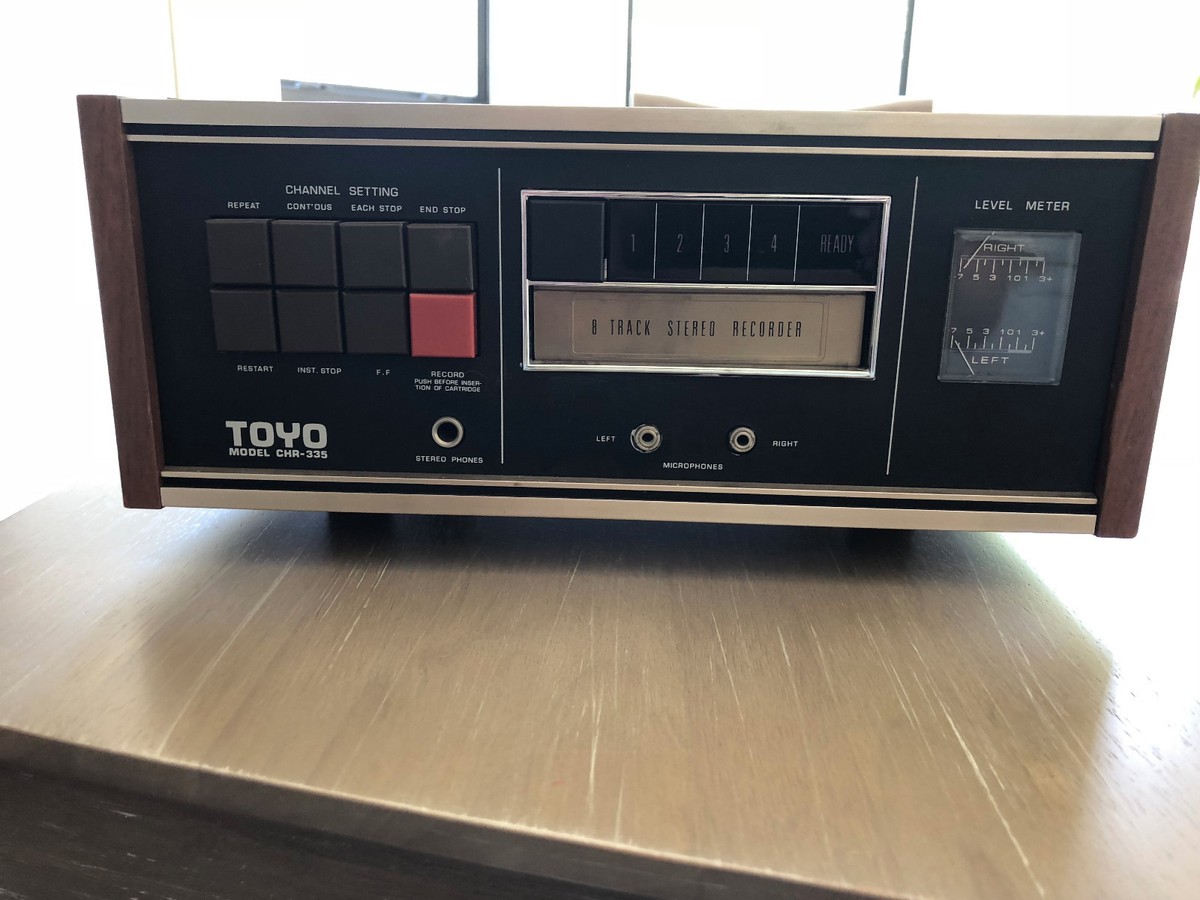 CHANNEL SETTING
REPEAT CONT'OUS EACH STOP END STOP
RESTART INST. STOP F.F RECORD
PUSH BEFORE INSER-
TION OF CARTRIDGE
TOYO
MODEL CHR-335
STEREO PHONES
1 2 3 4 READY
8 TRACK STEREO RECORDER
LEFT RIGHT
MICROPHONES
LEVEL METER
RIGHT
7 5 3 1 0 1 3+
7 5 3 1 0 1 3+
LEFT